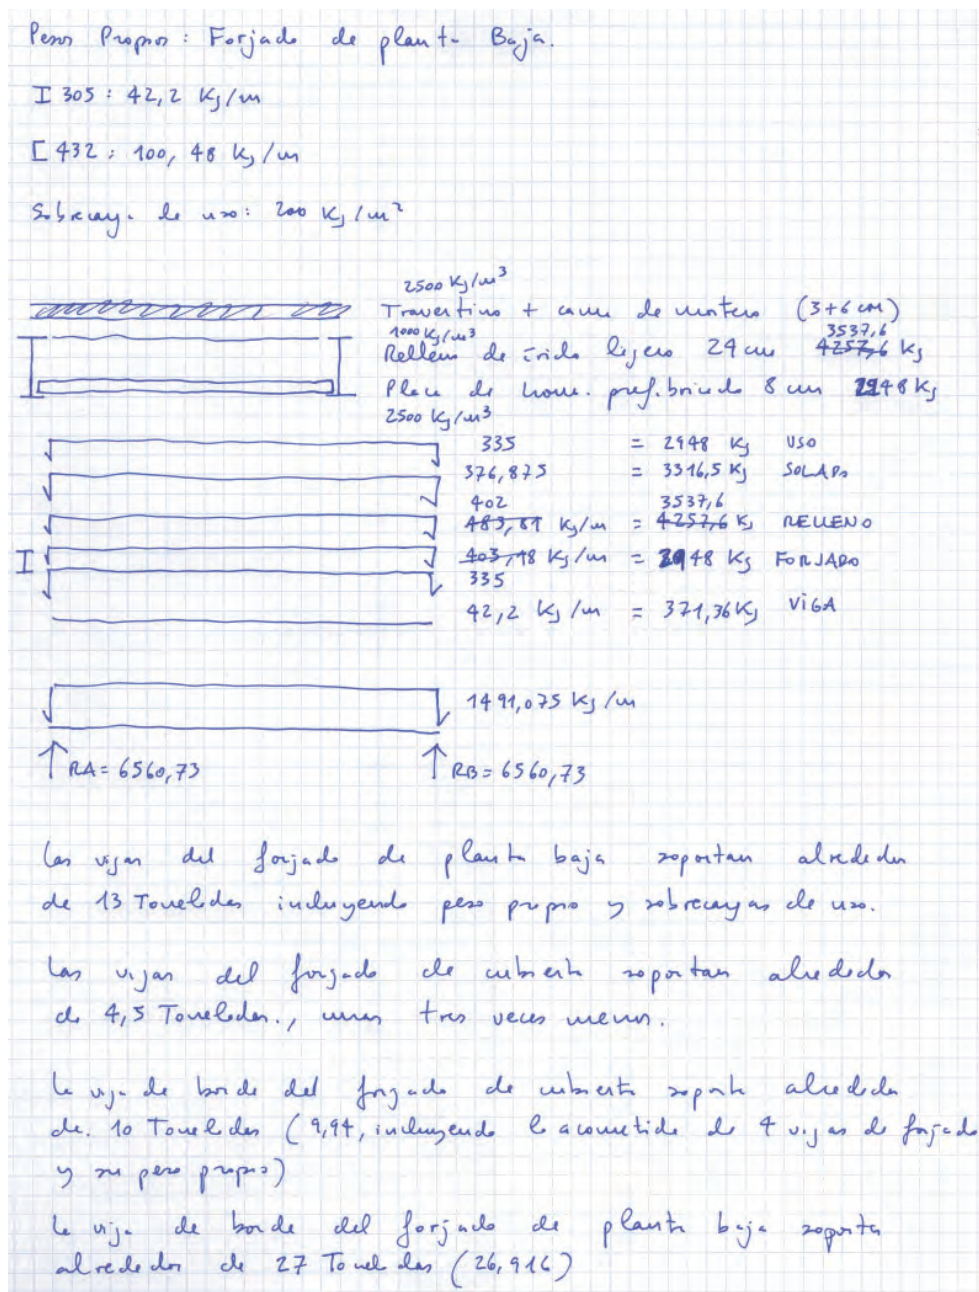 Pesos Propios: Forjado de planta Baja.
I 305: 42,2 Kg/m
[ 432: 100,48 Kg/m
Sobrecarga de uso: 200 Kg/m²
2500 Kg/m³
Travertino + cama de mortero (3+6 cm)
1000 Kg/m³ 3537,6
Relleno de árido ligero 24 cm 4257,6 Kg
Placa de horm. prefabricado 8 cm 2948 Kg
2500 Kg/m³
335 = 2948 Kg USO
376,875 = 3316,5 Kg SOLADO
402 3537,6
483,81 Kg/m = 4257,6 Kg RELLENO
I 403,48 Kg/m = 2948 Kg FORJADO
335
42,2 Kg/m = 371,36 Kg VIGA
1491,075 Kg/m
RA = 6560,73 RB = 6560,73
Las vigas del forjado de planta baja soportan alrededor
de 13 Toneladas incluyendo peso propio y sobrecargas de uso.
Las vigas del forjado de cubierta soportan alrededor
de 4,5 Toneladas., unas tres veces menos.
La viga de borde del forjado de cubierta soporta alrededor
de. 10 Toneladas (9,94, incluyendo la acometida de 4 vigas de forjado
y su peso propio)
La viga de borde del forjado de planta baja soporta
alrededor de 27 Toneladas (26,916)